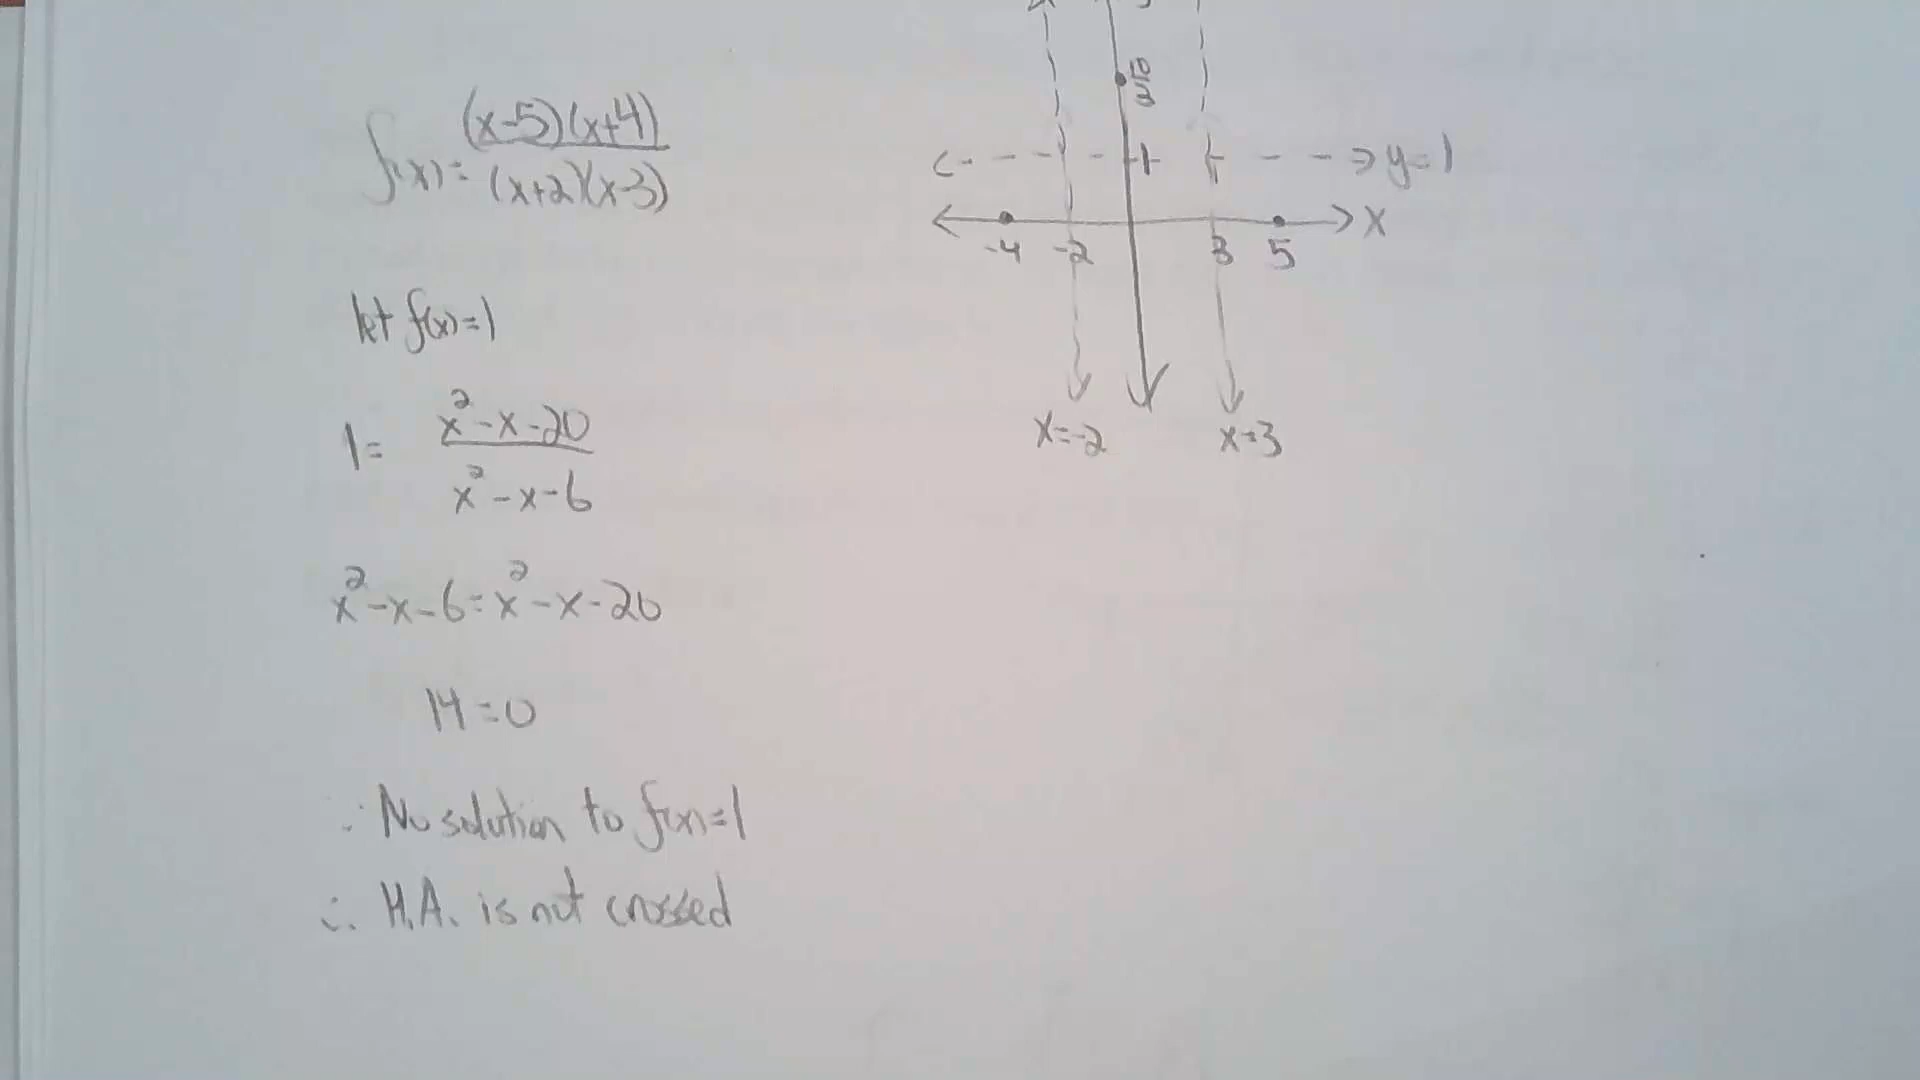 f(x)= (x-5)(x+4) / (x+2)(x-3)
let f(x)=1
1= x²-x-20 / x²-x-6
x²-x-6=x²-x-20
14=0
∴ No solution to f(x)=1
∴ H.A. is not crossed
10/3
1
y=1
x
-4 -2 3 5
x=-2 x=3